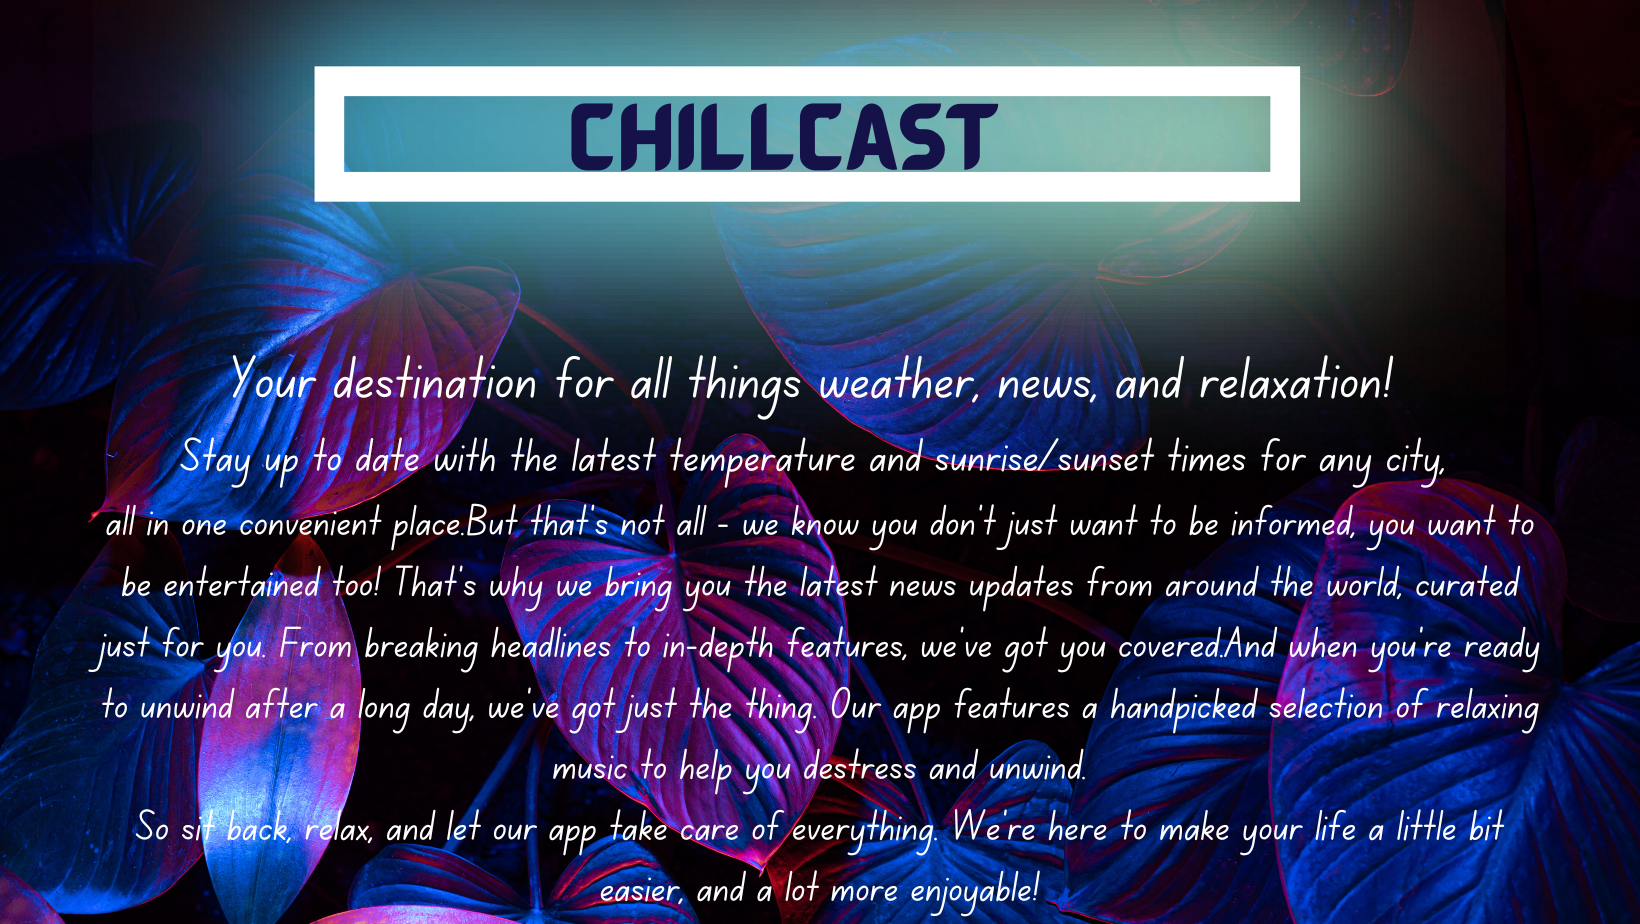 CHILLCAST
Your destination for all things weather, news, and relaxation!
Stay up to date with the latest temperature and sunrise/sunset times for any city,
all in one convenient place.But that's not all - we know you don't just want to be informed, you want to
be entertained too! That's why we bring you the latest news updates from around the world, curated
just for you. From breaking headlines to in-depth features, we've got you covered.And when you're ready
to unwind after a long day, we've got just the thing. Our app features a handpicked selection of relaxing
music to help you destress and unwind.
So sit back, relax, and let our app take care of everything. We're here to make your life a little bit
easier, and a lot more enjoyable!